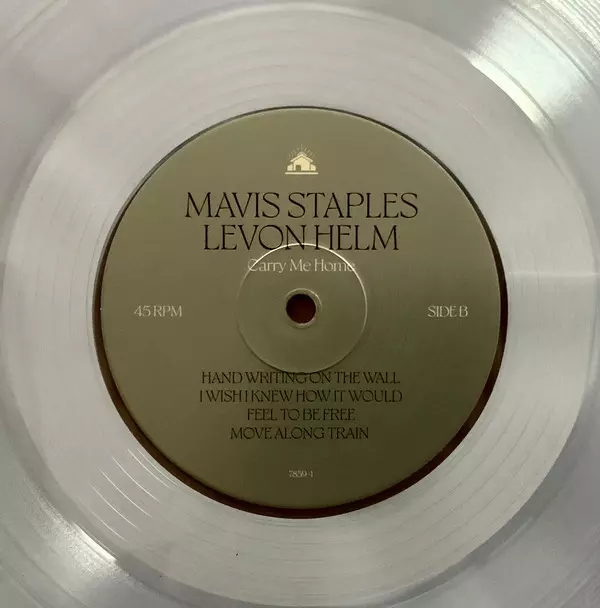 MAVIS STAPLES
LEVON HELM
Carry Me Home
45 RPM
SIDE B
HAND WRITING ON THE WALL
I WISH I KNEW HOW IT WOULD
FEEL TO BE FREE
MOVE ALONG TRAIN
7859-1